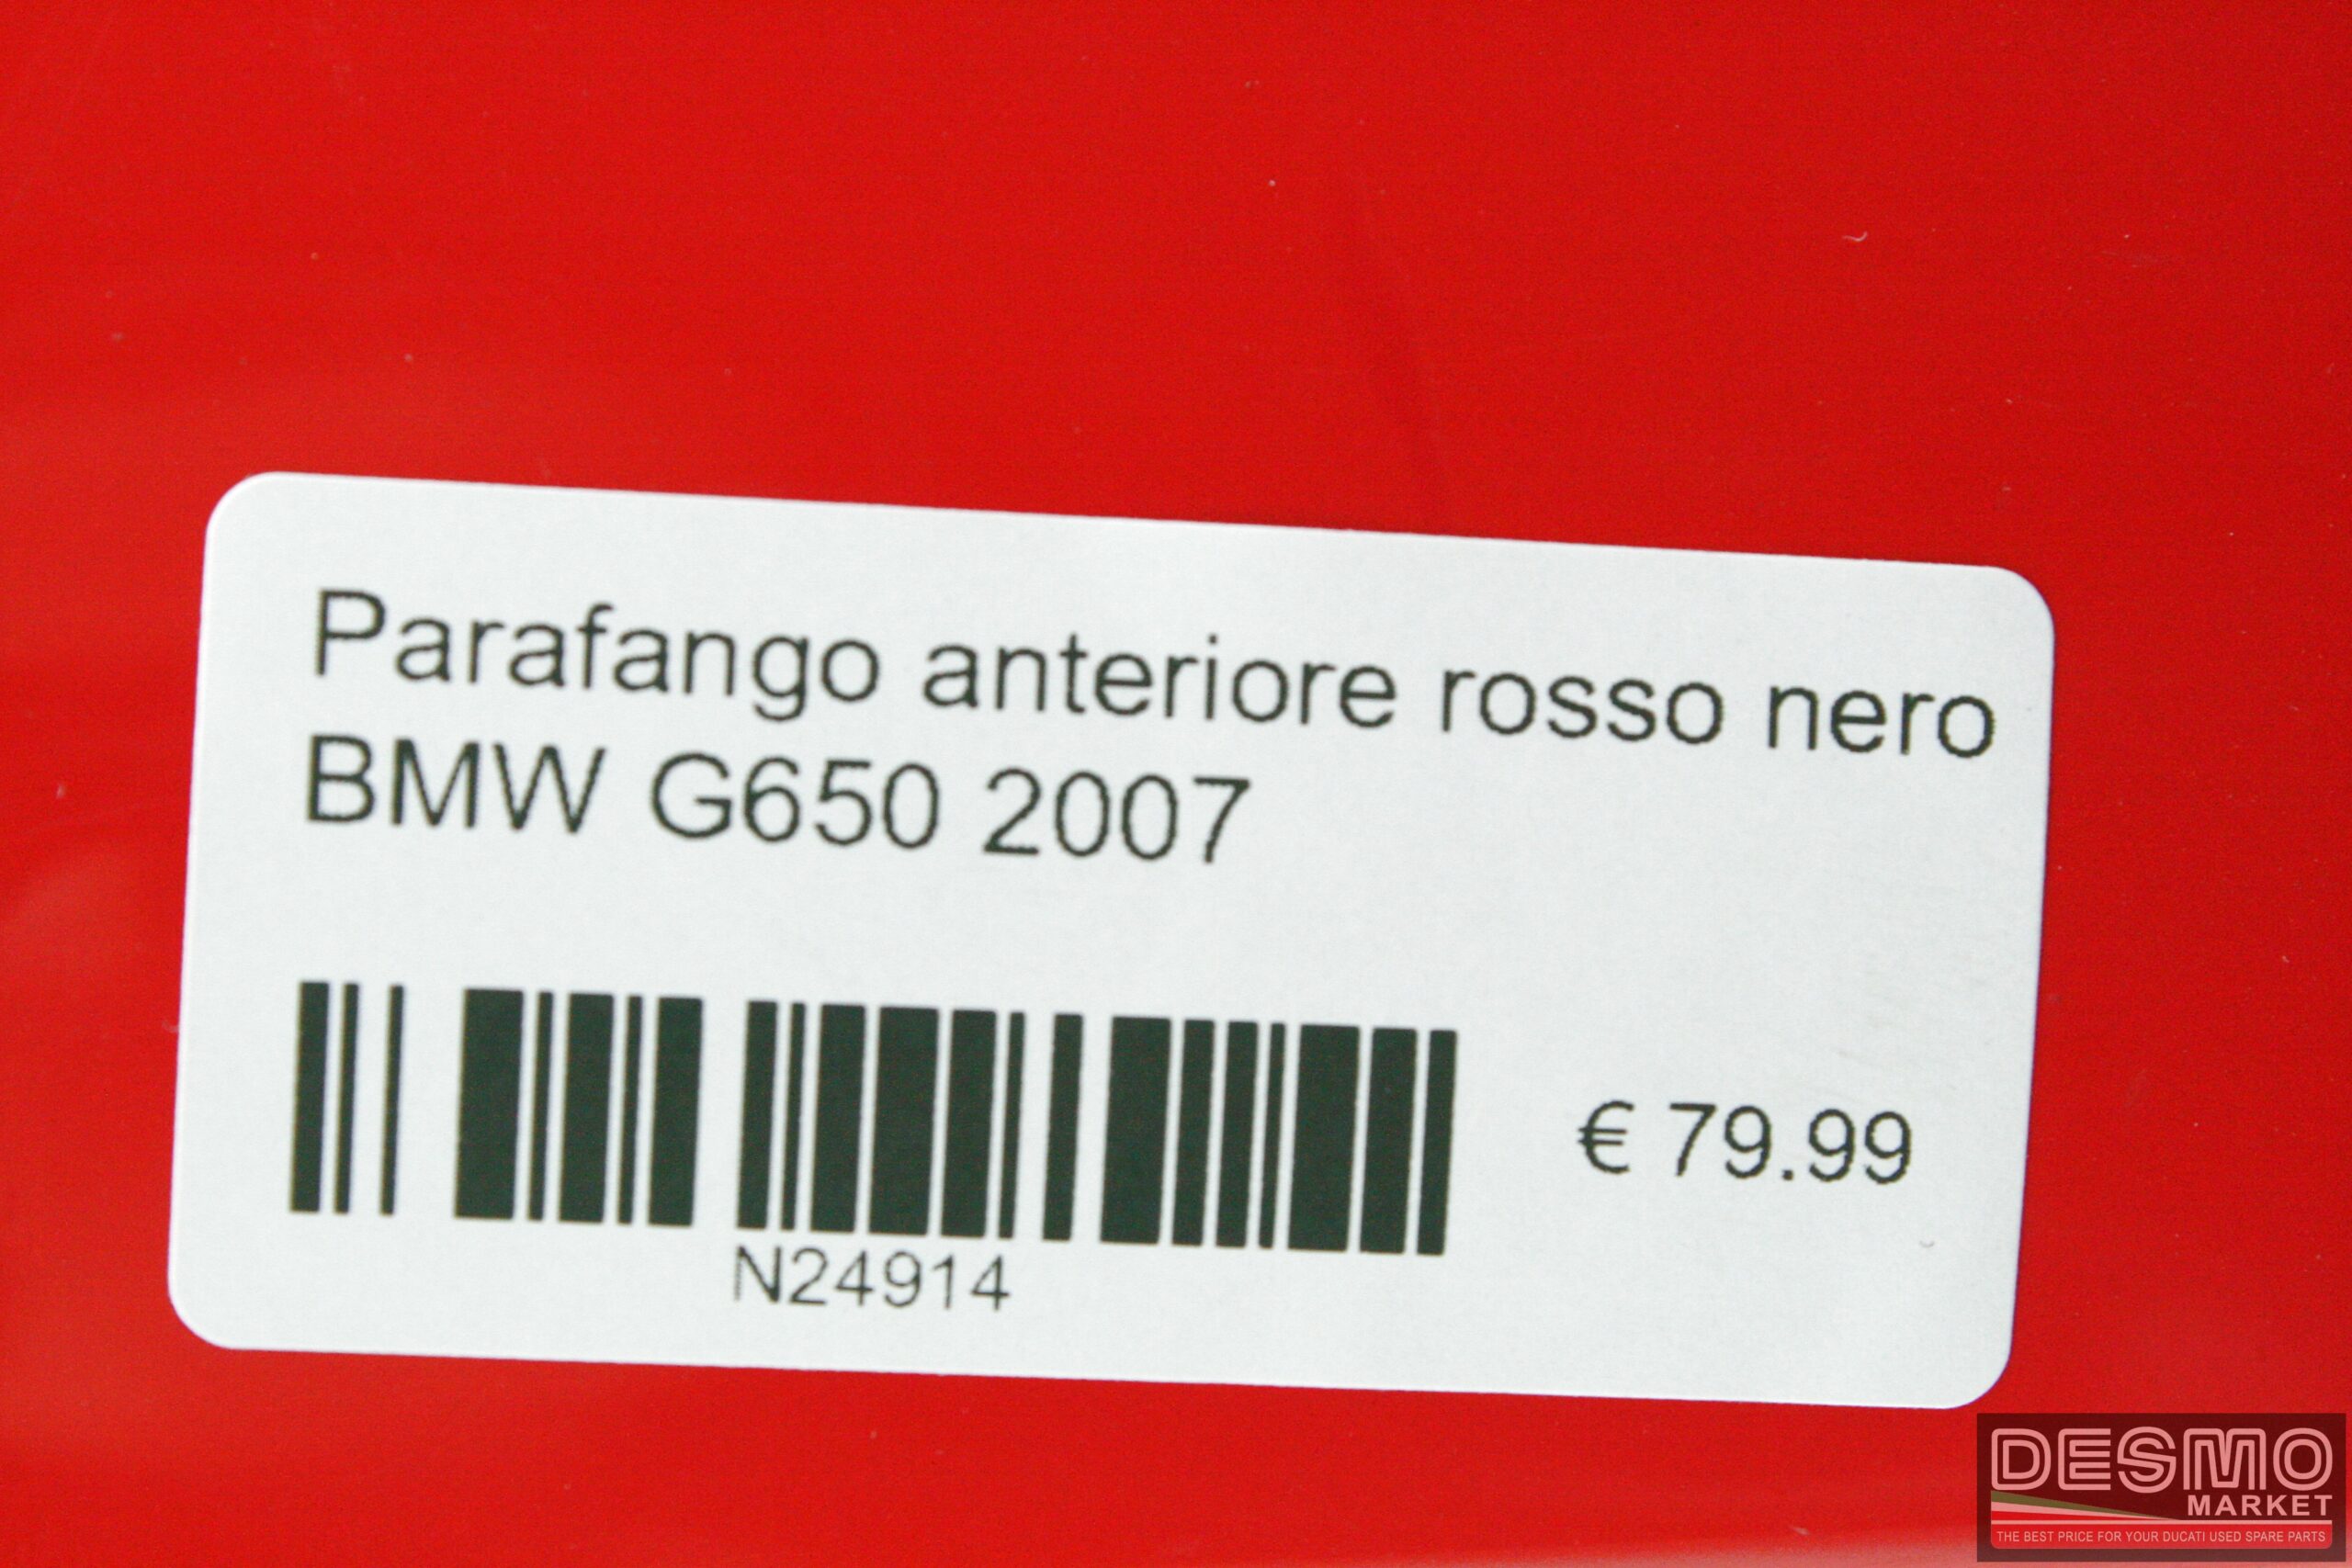 Parafango anteriore rosso nero
BMW G650 2007
€ 79.99
N24914
DESMO
MARKET
THE BEST PRICE FOR YOUR DUCATI USED SPARE PARTS